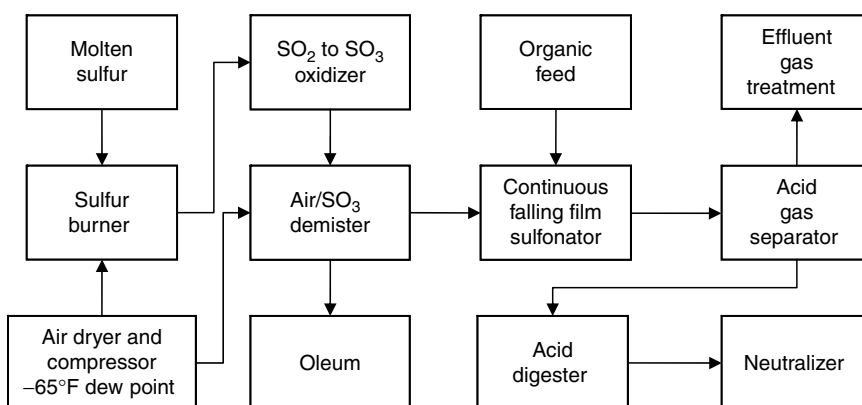 Molten
sulfur
SO₂ to SO₃
oxidizer
Organic
feed
Effluent
gas
treatment
Sulfur
burner
Air/SO₃
demister
Continuous
falling film
sulfonator
Acid
gas
separator
Air dryer and
compressor
–65°F dew point
Oleum
Acid
digester
Neutralizer